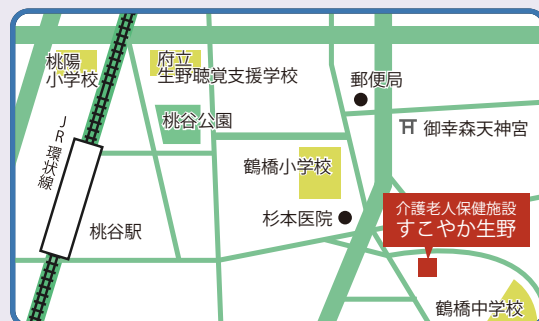 桃陽
小学校
府立
生野聴覚支援学校
郵便局
桃谷公園
御幸森天神宮
JR環状線
鶴橋小学校
介護老人保健施設
すこやか生野
杉本医院
桃谷駅
鶴橋中学校